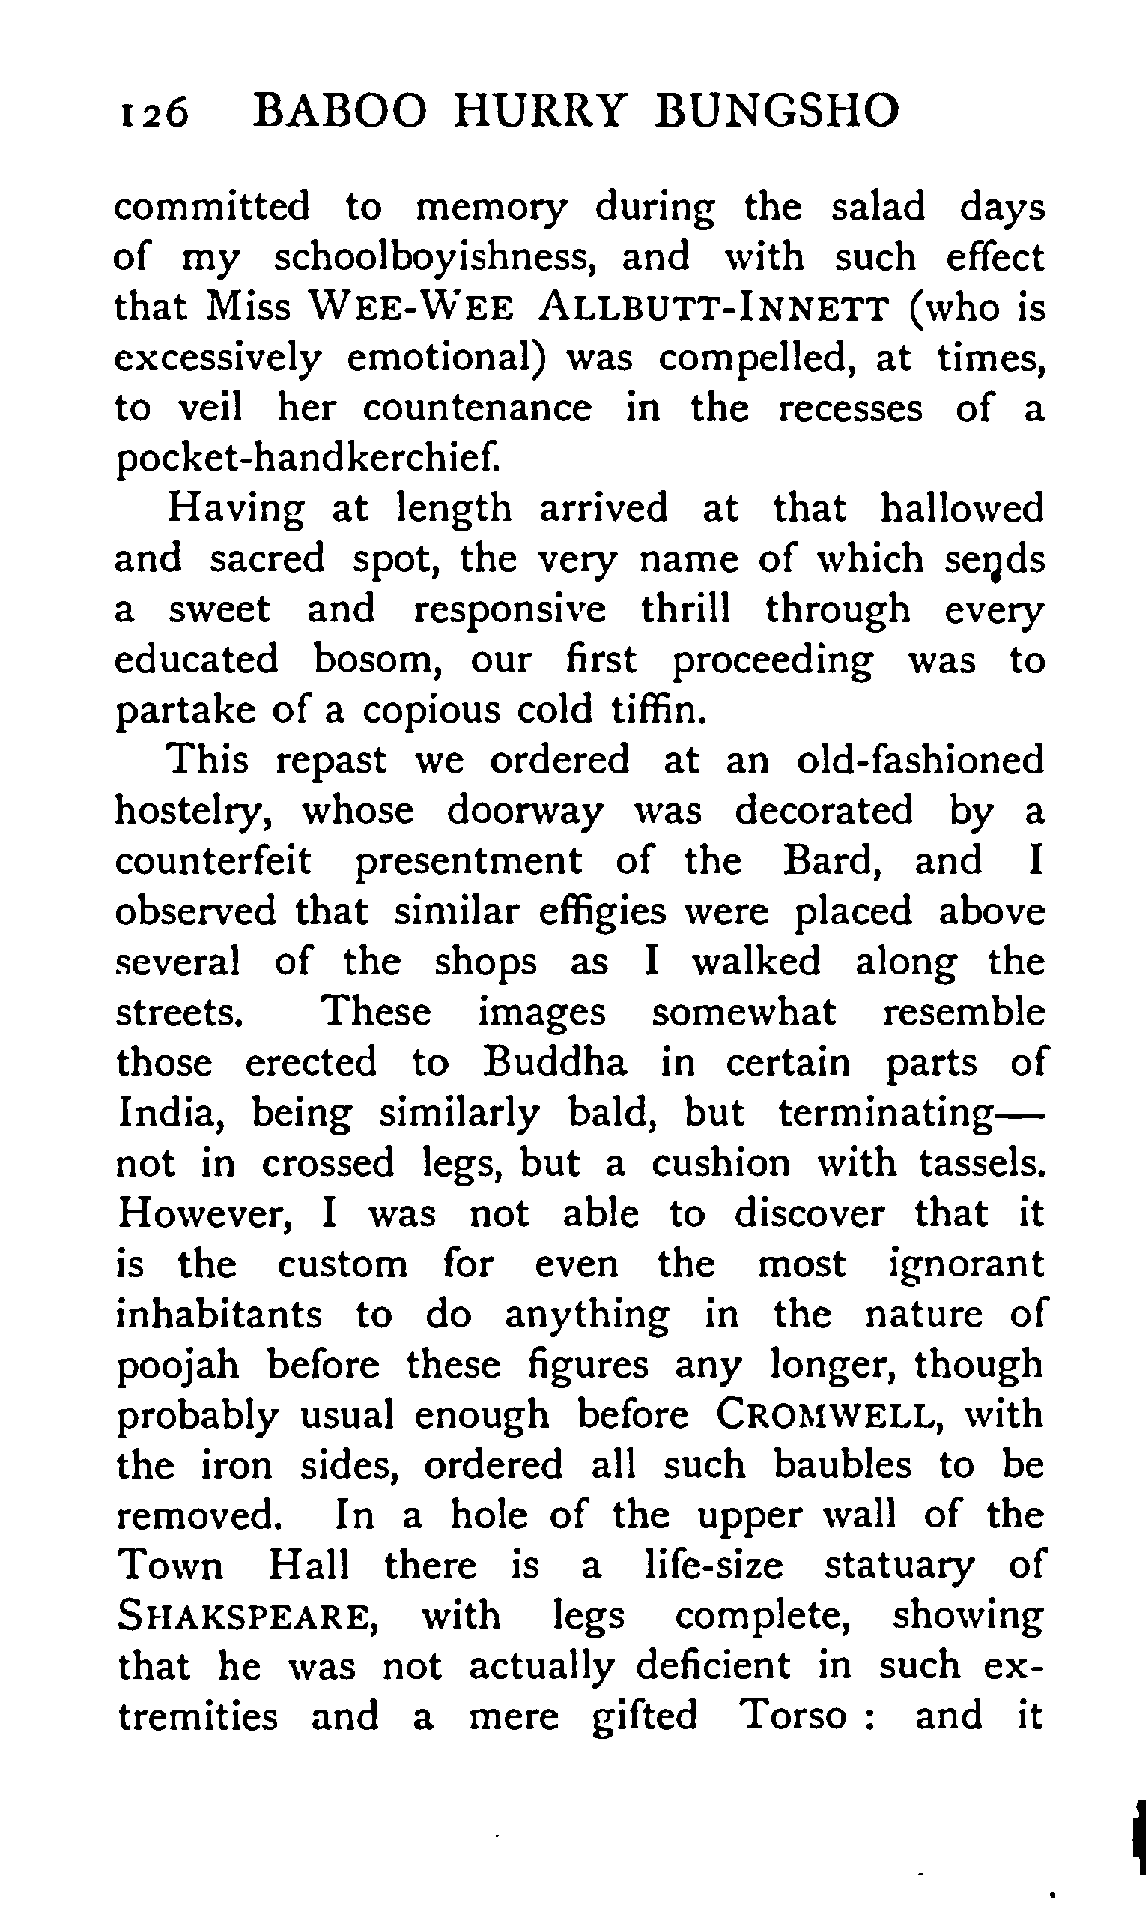 126 BABOO HURRY BUNGSHO
committed to memory during the salad days
of my schoolboyishness, and with such effect
that Miss WEE-WEE ALLBUTT-INNETT (who is
excessively emotional) was compelled, at times,
to veil her countenance in the recesses of a
pocket-handkerchief.
Having at length arrived at that hallowed
and sacred spot, the very name of which sends
a sweet and responsive thrill through every
educated bosom, our first proceeding was to
partake of a copious cold tiffin.
This repast we ordered at an old-fashioned
hostelry, whose doorway was decorated by a
counterfeit presentment of the Bard, and I
observed that similar effigies were placed above
several of the shops as I walked along the
streets. These images somewhat resemble
those erected to Buddha in certain parts of
India, being similarly bald, but terminating—
not in crossed legs, but a cushion with tassels.
However, I was not able to discover that it
is the custom for even the most ignorant
inhabitants to do anything in the nature of
poojah before these figures any longer, though
probably usual enough before CROMWELL, with
the iron sides, ordered all such baubles to be
removed. In a hole of the upper wall of the
Town Hall there is a life-size statuary of
SHAKSPEARE, with legs complete, showing
that he was not actually deficient in such ex-
tremities and a mere gifted Torso : and it